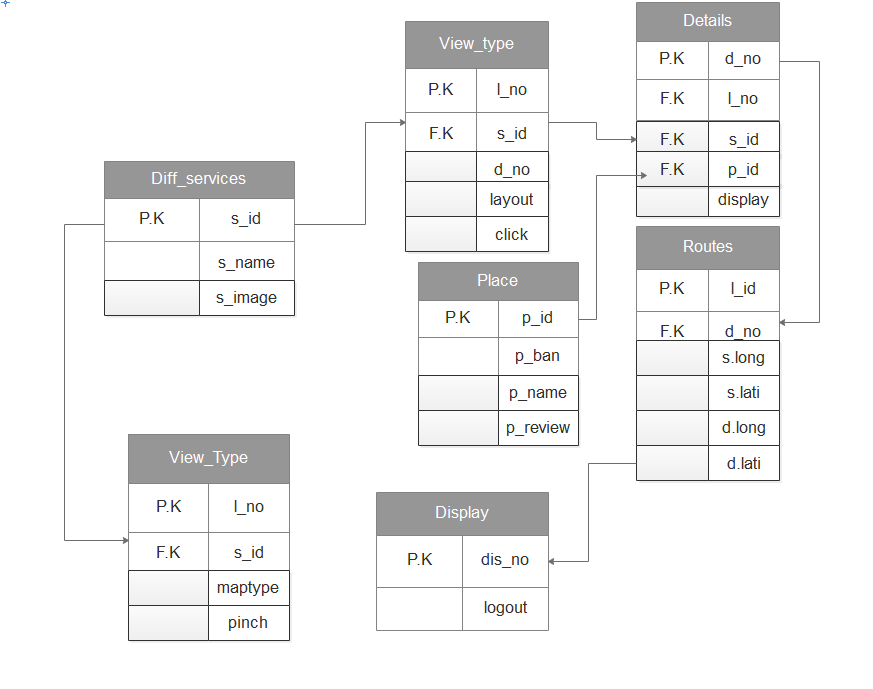 View_type
P.K l_no
F.K s_id
d_no
layout
click
Details
P.K d_no
F.K l_no
F.K s_id
F.K p_id
display
Diff_services
P.K s_id
s_name
s_image
Place
P.K p_id
p_ban
p_name
p_review
Routes
P.K l_id
F.K d_no
s.long
s.lati
d.long
d.lati
View_Type
P.K l_no
F.K s_id
maptype
pinch
Display
P.K dis_no
logout